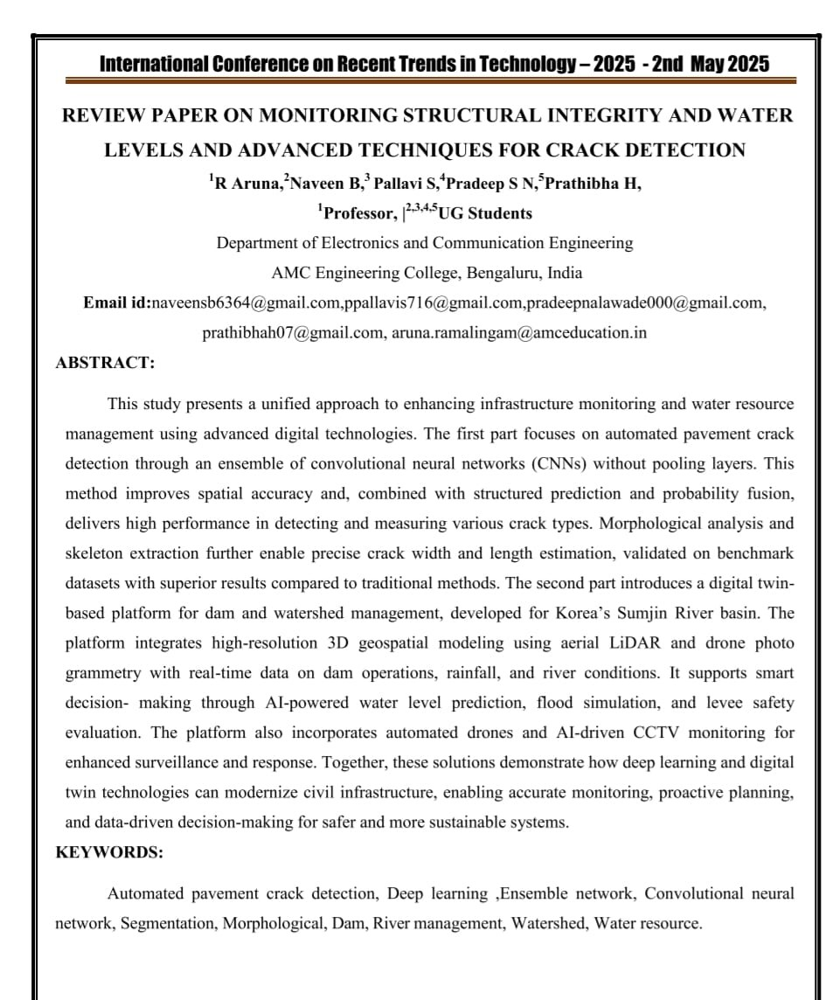 International Conference on Recent Trends in Technology – 2025 - 2nd May 2025
REVIEW PAPER ON MONITORING STRUCTURAL INTEGRITY AND WATER
LEVELS AND ADVANCED TECHNIQUES FOR CRACK DETECTION
¹R Aruna,²Naveen B,³ Pallavi S,⁴Pradeep S N,⁵Prathibha H,
¹Professor, |²,³,⁴,⁵UG Students
Department of Electronics and Communication Engineering
AMC Engineering College, Bengaluru, India
Email id:naveensb6364@gmail.com,ppallavis716@gmail.com,pradeepnalawade000@gmail.com,
prathibhah07@gmail.com, aruna.ramalingam@amceducation.in
ABSTRACT:
This study presents a unified approach to enhancing infrastructure monitoring and water resource
management using advanced digital technologies. The first part focuses on automated pavement crack
detection through an ensemble of convolutional neural networks (CNNs) without pooling layers. This
method improves spatial accuracy and, combined with structured prediction and probability fusion,
delivers high performance in detecting and measuring various crack types. Morphological analysis and
skeleton extraction further enable precise crack width and length estimation, validated on benchmark
datasets with superior results compared to traditional methods. The second part introduces a digital twin-
based platform for dam and watershed management, developed for Korea’s Sumjin River basin. The
platform integrates high-resolution 3D geospatial modeling using aerial LiDAR and drone photo
grammetry with real-time data on dam operations, rainfall, and river conditions. It supports smart
decision- making through AI-powered water level prediction, flood simulation, and levee safety
evaluation. The platform also incorporates automated drones and AI-driven CCTV monitoring for
enhanced surveillance and response. Together, these solutions demonstrate how deep learning and digital
twin technologies can modernize civil infrastructure, enabling accurate monitoring, proactive planning,
and data-driven decision-making for safer and more sustainable systems.
KEYWORDS:
Automated pavement crack detection, Deep learning ,Ensemble network, Convolutional neural
network, Segmentation, Morphological, Dam, River management, Watershed, Water resource.